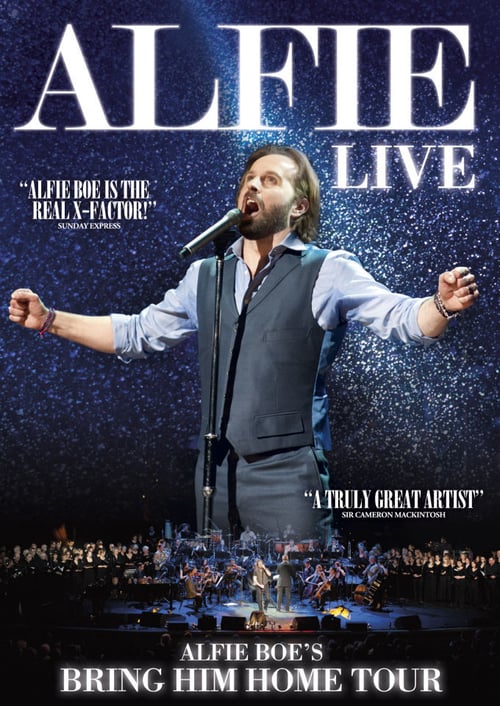 ALFIE
LIVE
“ALFIE BOE IS THE
REAL X–FACTOR!”
SUNDAY EXPRESS
“A TRULY GREAT ARTIST”
SIR CAMERON MACKINTOSH
ALFIE BOE’S
BRING HIM HOME TOUR